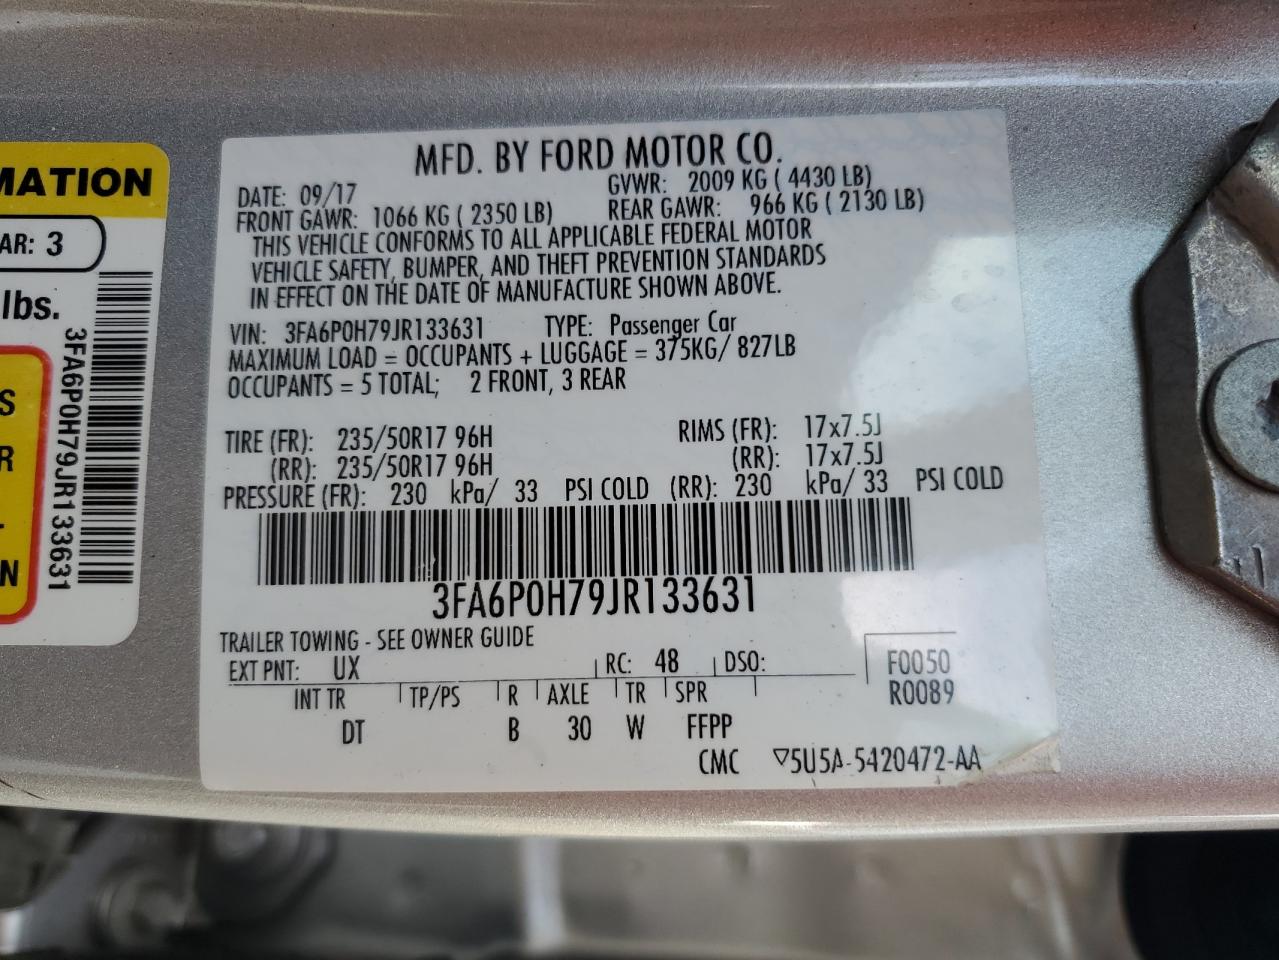 MFD. BY FORD MOTOR CO.
DATE: 09/17 GVWR: 2009 KG ( 4430 LB)
FRONT GAWR: 1066 KG ( 2350 LB) REAR GAWR: 966 KG ( 2130 LB)
THIS VEHICLE CONFORMS TO ALL APPLICABLE FEDERAL MOTOR
VEHICLE SAFETY, BUMPER, AND THEFT PREVENTION STANDARDS
IN EFFECT ON THE DATE OF MANUFACTURE SHOWN ABOVE.
VIN: 3FA6P0H79JR133631 TYPE: Passenger Car
MAXIMUM LOAD = OCCUPANTS + LUGGAGE = 375KG/ 827LB
OCCUPANTS = 5 TOTAL; 2 FRONT, 3 REAR
TIRE (FR): 235/50R17 96H RIMS (FR): 17x7.5J
(RR): 235/50R17 96H (RR): 17x7.5J
PRESSURE (FR): 230 kPa/ 33 PSI COLD (RR): 230 kPa/ 33 PSI COLD
3FA6P0H79JR133631
TRAILER TOWING - SEE OWNER GUIDE
EXT PNT: UX RC: 48 DSO: F0050
INT TR TP/PS R AXLE TR SPR R0089
DT B 30 W FFPP
CMC ▽5U5A-5420472-AA
MATION
AR: 3
lbs.
3FA6P0H79JR133631
S
R
N